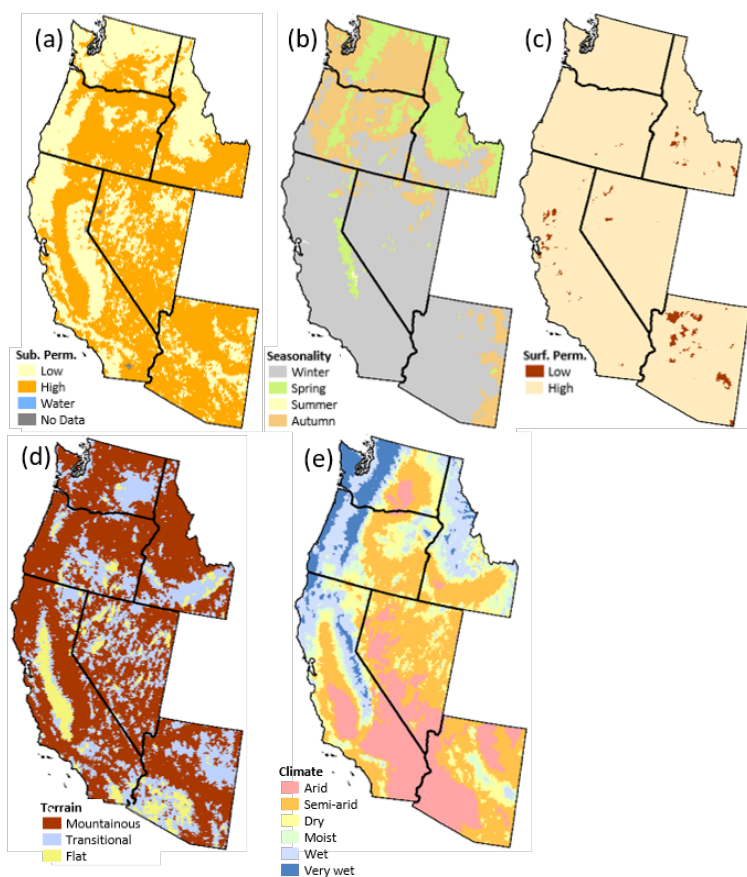 (a)
(b)
(c)
Sub. Perm.
Low
High
Water
No Data
Seasonality
Winter
Spring
Summer
Autumn
Surf. Perm.
Low
High
(d)
(e)
Terrain
Mountainous
Transitional
Flat
Climate
Arid
Semi-arid
Dry
Moist
Wet
Very wet